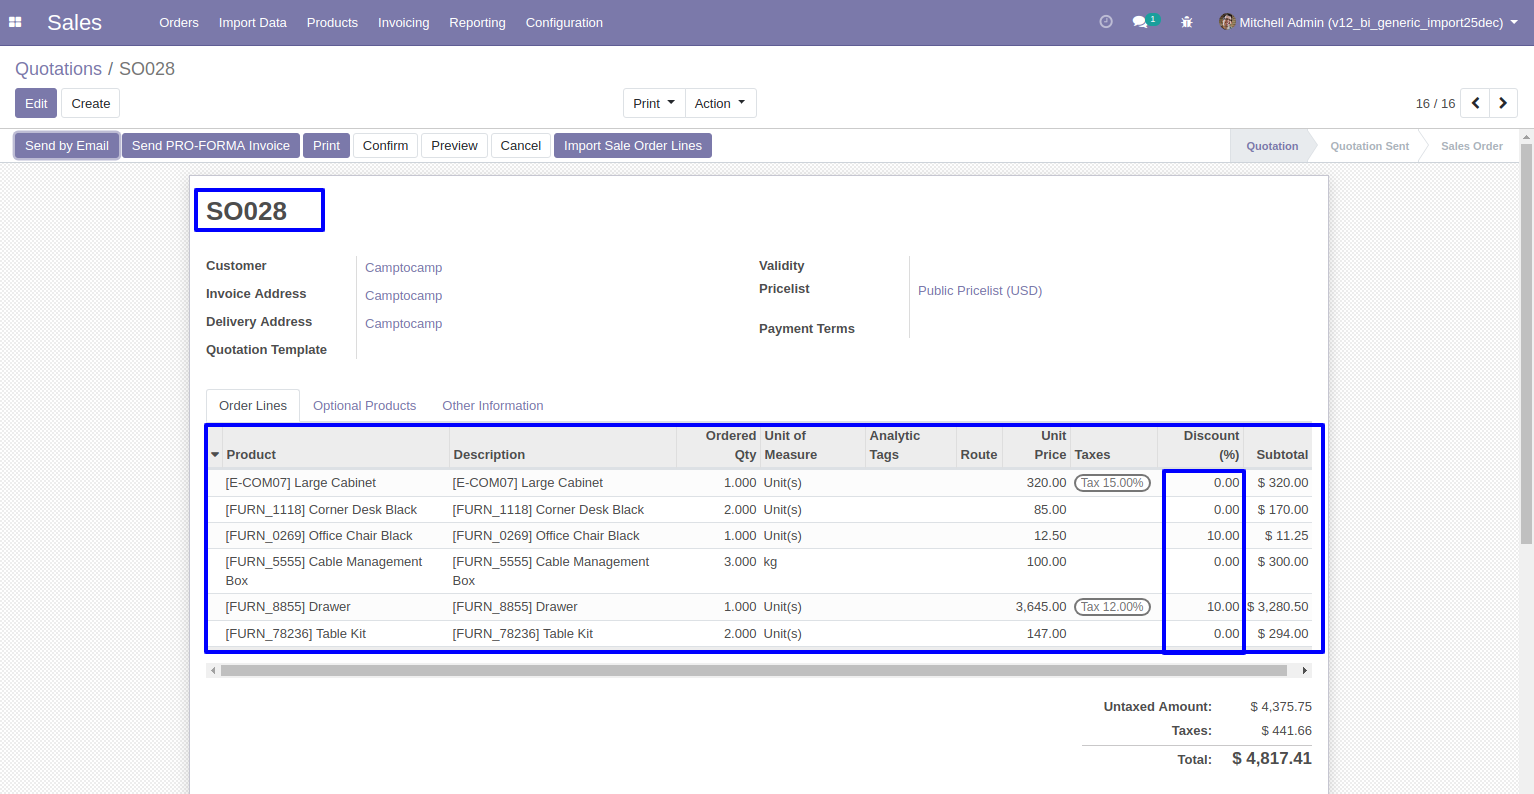 Sales Orders Import Data Products Invoicing Reporting Configuration 1 Mitchell Admin (v12_bi_generic_import25dec)
Quotations / SO028
Edit Create Print Action 16 / 16
Send by Email Send PRO-FORMA Invoice Print Confirm Preview Cancel Import Sale Order Lines Quotation Quotation Sent Sales Order
SO028
Customer Camptocamp
Invoice Address Camptocamp
Delivery Address Camptocamp
Quotation Template
Validity
Pricelist Public Pricelist (USD)
Payment Terms
Order Lines Optional Products Other Information
Product Description Ordered Qty Unit of Measure Analytic Tags Route Unit Price Taxes Discount (%) Subtotal
[E-COM07] Large Cabinet [E-COM07] Large Cabinet 1.000 Unit(s) 320.00 Tax 15.00% 0.00 $ 320.00
[FURN_1118] Corner Desk Black [FURN_1118] Corner Desk Black 2.000 Unit(s) 85.00 0.00 $ 170.00
[FURN_0269] Office Chair Black [FURN_0269] Office Chair Black 1.000 Unit(s) 12.50 10.00 $ 11.25
[FURN_5555] Cable Management Box [FURN_5555] Cable Management Box 3.000 kg 100.00 0.00 $ 300.00
[FURN_8855] Drawer [FURN_8855] Drawer 1.000 Unit(s) 3,645.00 Tax 12.00% 10.00 $ 3,280.50
[FURN_78236] Table Kit [FURN_78236] Table Kit 2.000 Unit(s) 147.00 0.00 $ 294.00
Untaxed Amount: $ 4,375.75
Taxes: $ 441.66
Total: $ 4,817.41